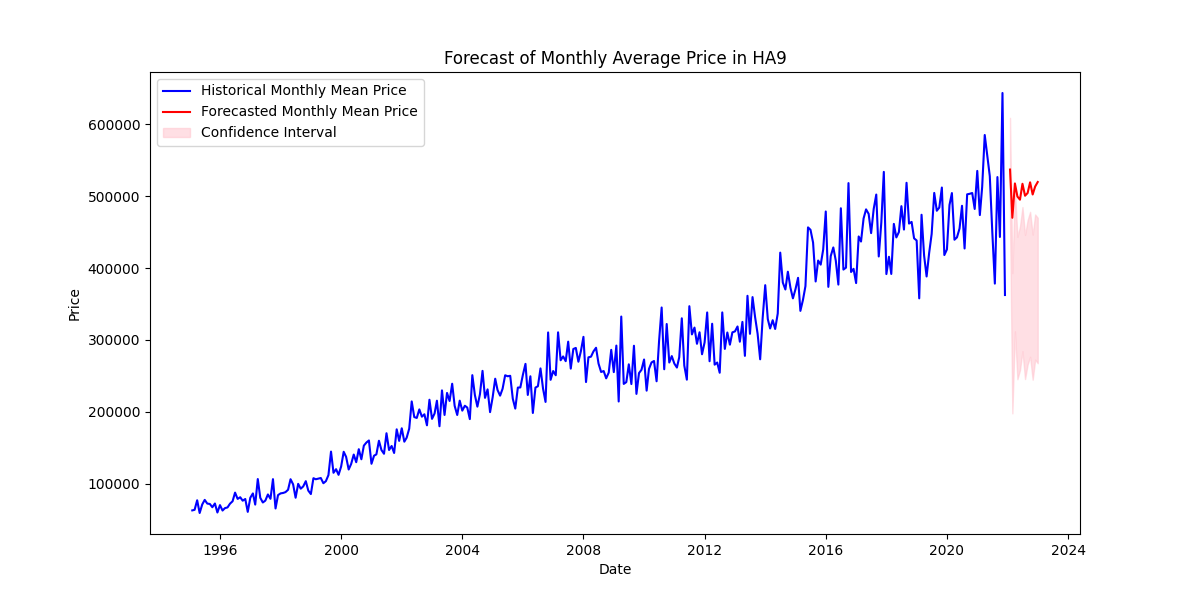 Forecast of Monthly Average Price in HA9
Historical Monthly Mean Price
Forecasted Monthly Mean Price
Confidence Interval
Price
600000
500000
400000
300000
200000
100000
1996 2000 2004 2008 2012 2016 2020 2024
Date